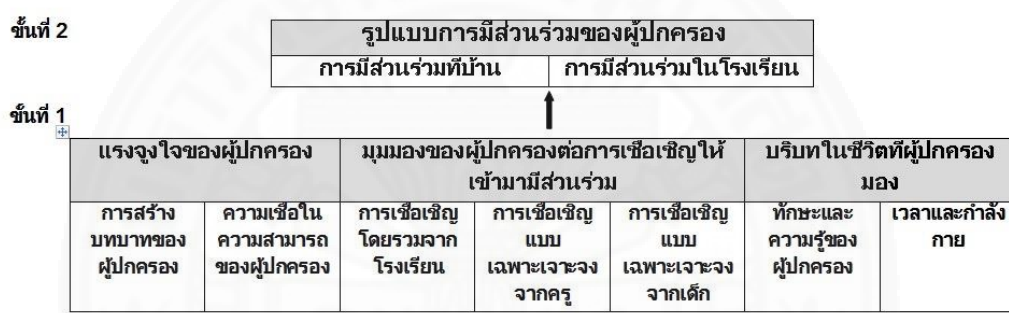 ขั้นที่ 2
รูปแบบการมีส่วนร่วมของผู้ปกครอง
การมีส่วนร่วมที่บ้าน การมีส่วนร่วมในโรงเรียน
ขั้นที่ 1
แรงจูงใจของผู้ปกครอง
มุมมองของผู้ปกครองต่อการเชื้อเชิญให้
เข้ามามีส่วนร่วม
บริบทในชีวิตที่ผู้ปกครอง
มอง
การสร้าง
บทบาทของ
ผู้ปกครอง
ความเชื่อใน
ความสามารถ
ของผู้ปกครอง
การเชื้อเชิญ
โดยรวมจาก
โรงเรียน
การเชื้อเชิญ
แบบ
เฉพาะเจาะจง
จากครู
การเชื้อเชิญ
แบบ
เฉพาะเจาะจง
จากเด็ก
ทักษะและ
ความรู้ของ
ผู้ปกครอง
เวลาและกำลัง
กาย